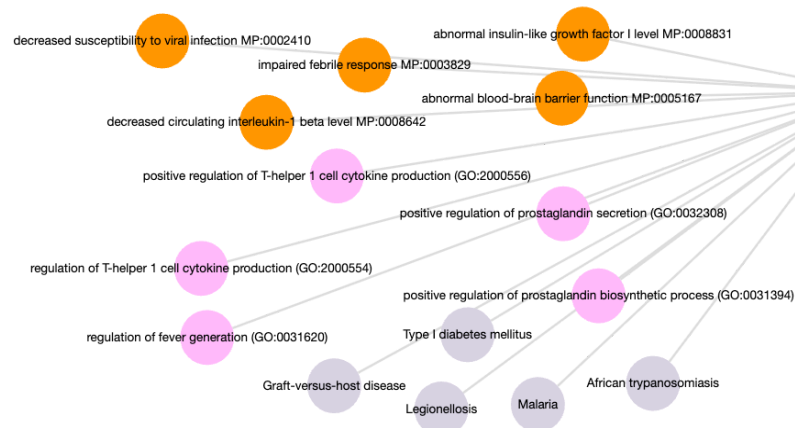 abnormal insulin-like growth factor I level MP:0008831
decreased susceptibility to viral infection MP:0002410
impaired febrile response MP:0003829
abnormal blood-brain barrier function MP:0005167
decreased circulating interleukin-1 beta level MP:0008642
positive regulation of T-helper 1 cell cytokine production (GO:2000556)
positive regulation of prostaglandin secretion (GO:0032308)
regulation of T-helper 1 cell cytokine production (GO:2000554)
positive regulation of prostaglandin biosynthetic process (GO:0031394)
regulation of fever generation (GO:0031620)
Type I diabetes mellitus
Graft-versus-host disease
African trypanosomiasis
Legionellosis
Malaria